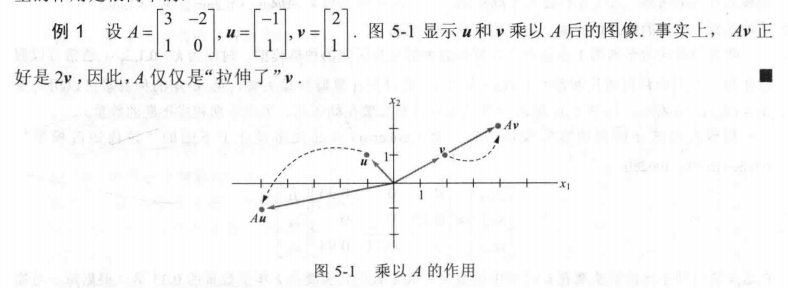 例 1 设 A = [3 −2; 1 0], u = [−1; 1], v = [2; 1]. 图 5-1 显示 u 和 v 乘以 A 后的图像. 事实上, Av 正
好是 2v, 因此, A 仅仅是“拉伸了”v. ■
x₂
Av
u
1
v
x₁
1
Au
图 5-1 乘以 A 的作用